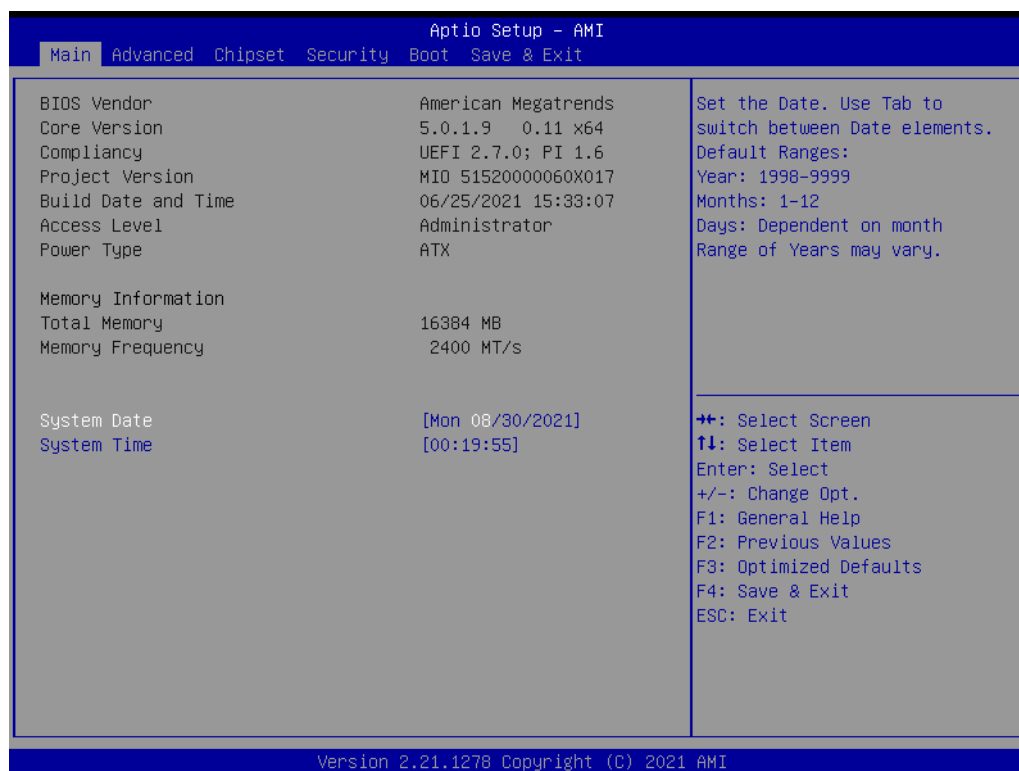 Aptio Setup - AMI
Main Advanced Chipset Security Boot Save & Exit
BIOS Vendor American Megatrends
Core Version 5.0.1.9 0.11 x64
Compliancy UEFI 2.7.0; PI 1.6
Project Version MIO 51520000060X017
Build Date and Time 06/25/2021 15:33:07
Access Level Administrator
Power Type ATX
Memory Information
Total Memory 16384 MB
Memory Frequency 2400 MT/s
System Date [Mon 08/30/2021]
System Time [00:19:55]
Set the Date. Use Tab to
switch between Date elements.
Default Ranges:
Year: 1998-9999
Months: 1-12
Days: Dependent on month
Range of Years may vary.
→←: Select Screen
↑↓: Select Item
Enter: Select
+/-: Change Opt.
F1: General Help
F2: Previous Values
F3: Optimized Defaults
F4: Save & Exit
ESC: Exit
Version 2.21.1278 Copyright (C) 2021 AMI